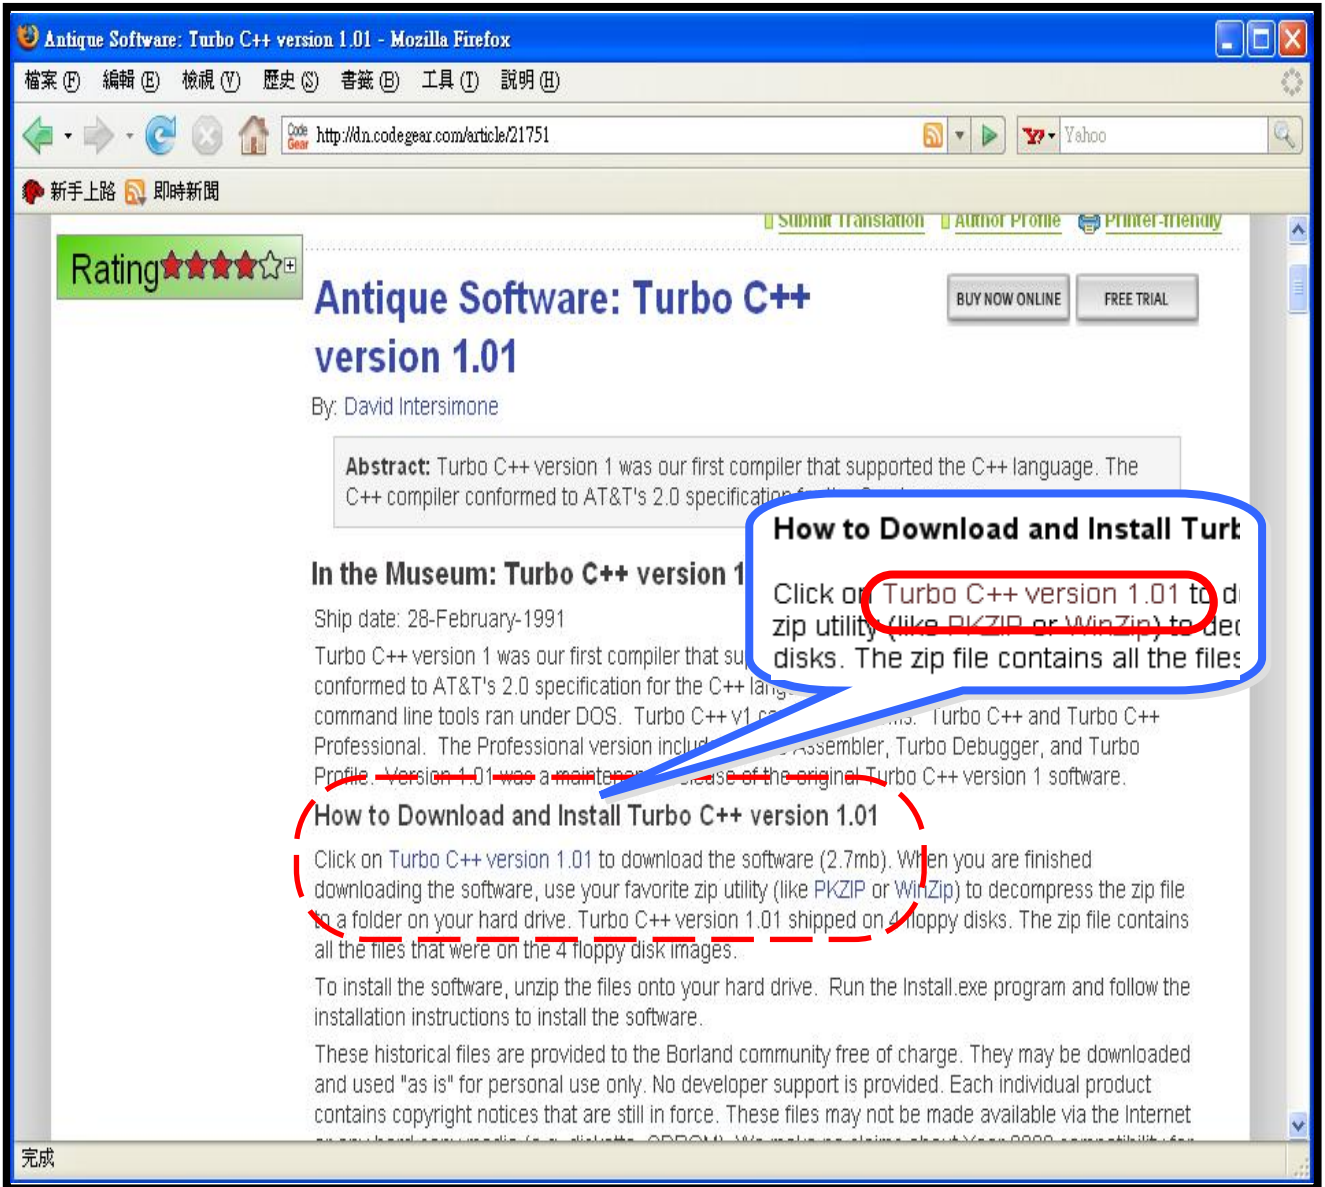 Antique Software: Turbo C++ version 1.01 - Mozilla Firefox
檔案(F) 編輯(E) 檢視(V) 歷史(S) 書籤(B) 工具(T) 說明(H)
Code Gear http://dn.codegear.com/article/21751 Y? Yahoo
新手上路 即時新聞
Submit Translation Author Profile Printer-friendly
Rating
Antique Software: Turbo C++
version 1.01
BUY NOW ONLINE FREE TRIAL
By: David Intersimone
Abstract: Turbo C++ version 1 was our first compiler that supported the C++ language. The
C++ compiler conformed to AT&T's 2.0 specification
How to Download and Install Turb
Click on Turbo C++ version 1.01 to d
zip utility (like PKZIP or WinZip) to dec
disks. The zip file contains all the files
In the Museum: Turbo C++ version 1
Ship date: 28-February-1991
Turbo C++ version 1 was our first compiler that su
conformed to AT&T's 2.0 specification for the C++ lang
command line tools ran under DOS. Turbo C++ v1 Turbo C++ and Turbo C++
Professional. The Professional version includ Assembler, Turbo Debugger, and Turbo
Profile. Version 1.01 was a maintenan release of the original Turbo C++ version 1 software.
How to Download and Install Turbo C++ version 1.01
Click on Turbo C++ version 1.01 to download the software (2.7mb). When you are finished
downloading the software, use your favorite zip utility (like PKZIP or WinZip) to decompress the zip file
to a folder on your hard drive. Turbo C++ version 1.01 shipped on 4 floppy disks. The zip file contains
all the files that were on the 4 floppy disk images.
To install the software, unzip the files onto your hard drive. Run the Install.exe program and follow the
installation instructions to install the software.
These historical files are provided to the Borland community free of charge. They may be downloaded
and used "as is" for personal use only. No developer support is provided. Each individual product
contains copyright notices that are still in force. These files may not be made available via the Internet
完成